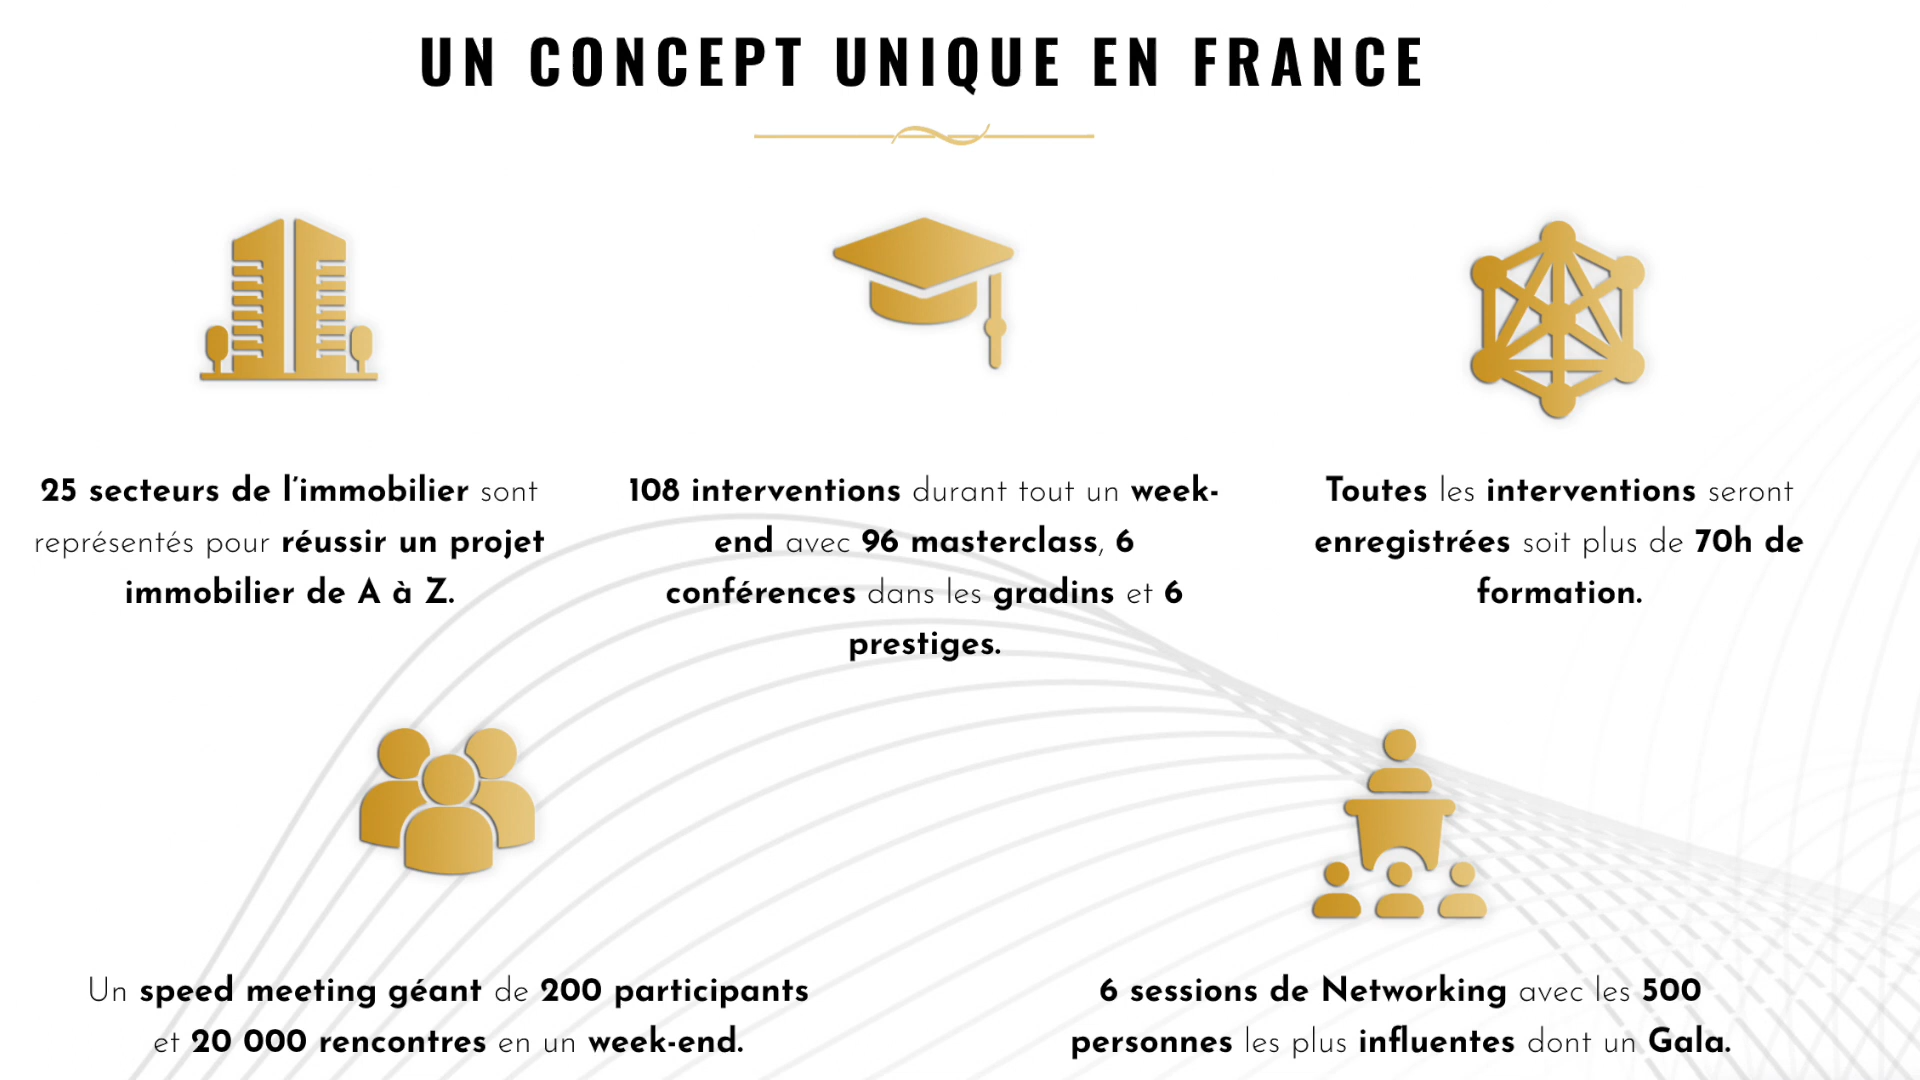 UN CONCEPT UNIQUE EN FRANCE
25 secteurs de l'immobilier sont
représentés pour réussir un projet
immobilier de A à Z.
108 interventions durant tout un week-
end avec 96 masterclass, 6
conférences dans les gradins et 6
prestiges.
Toutes les interventions seront
enregistrées soit plus de 70h de
formation.
Un speed meeting géant de 200 participants
et 20 000 rencontres en un week-end.
6 sessions de Networking avec les 500
personnes les plus influentes dont un Gala.